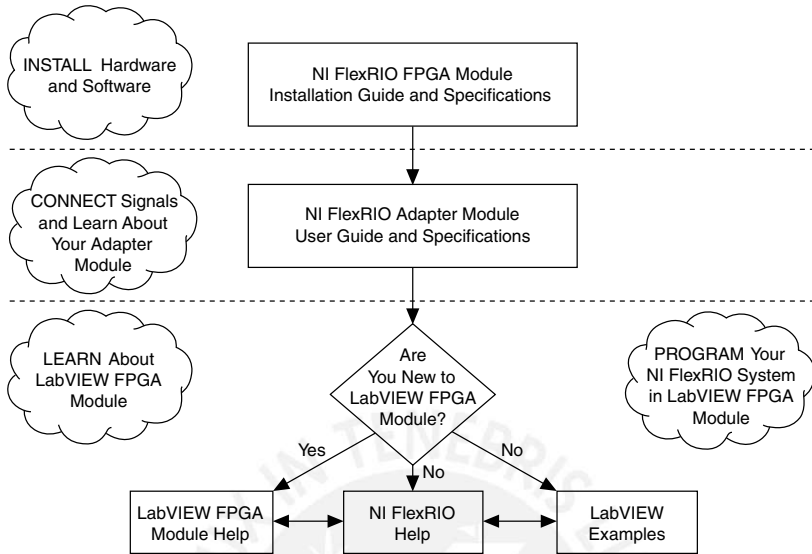 INSTALL Hardware
and Software
NI FlexRIO FPGA Module
Installation Guide and Specifications
CONNECT Signals
and Learn About
Your Adapter
Module
NI FlexRIO Adapter Module
User Guide and Specifications
LEARN About
LabVIEW FPGA
Module
Are
You New to
LabVIEW FPGA
Module?
PROGRAM Your
NI FlexRIO System
in LabVIEW FPGA
Module
Yes
No
No
LabVIEW FPGA
Module Help
NI FlexRIO
Help
LabVIEW
Examples
IN TENEBRIS